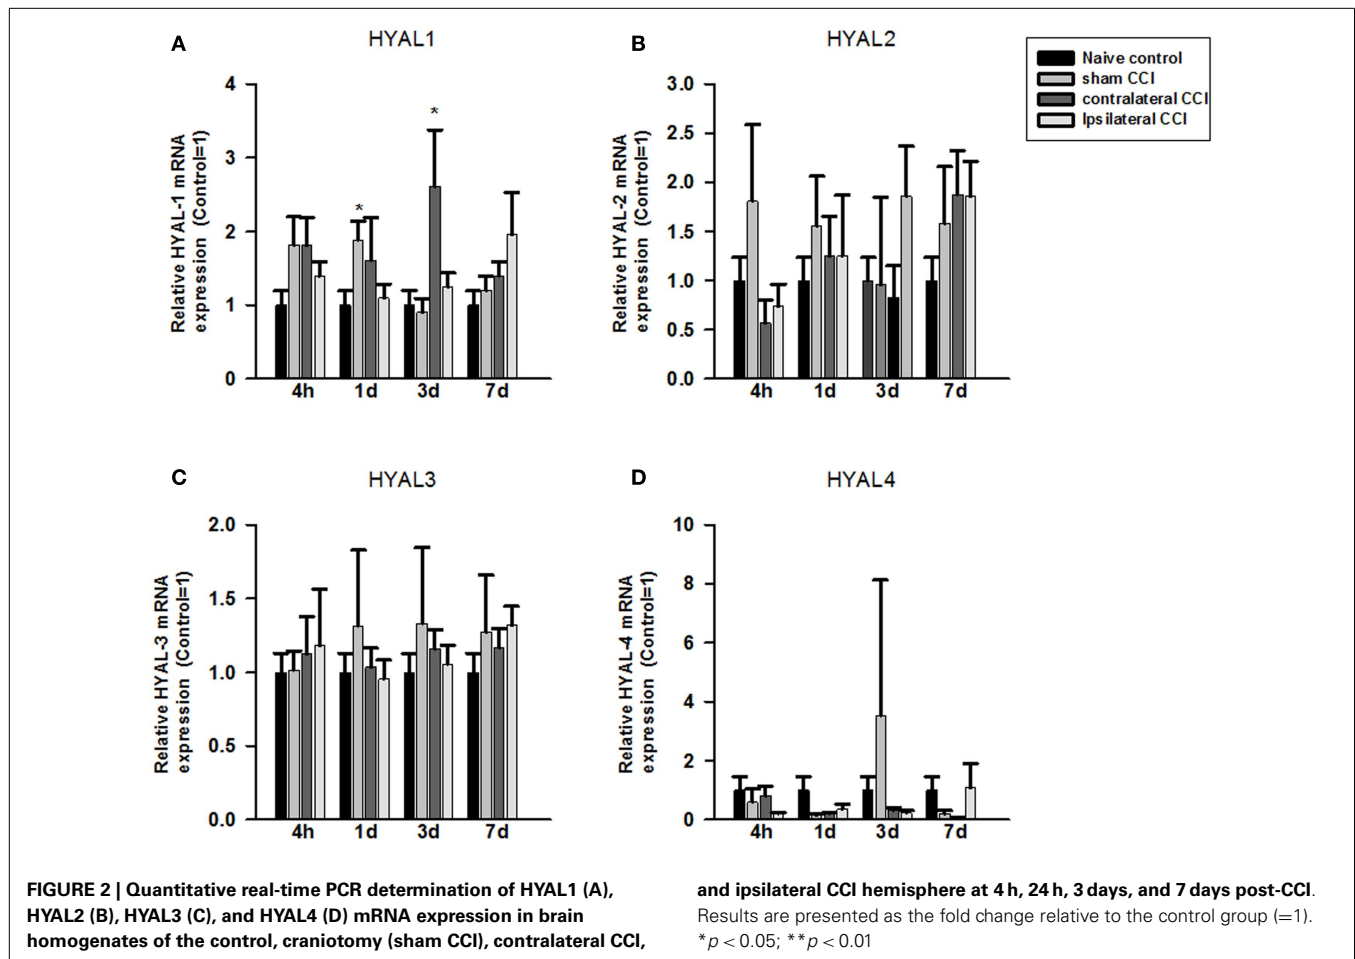 A
HYAL1
Relative HYAL-1 mRNA
expression (Control=1)
4
3
2
1
0
*
*
4h 1d 3d 7d
B
HYAL2
Relative HYAL-2 mRNA
expression (Control=1)
3.0
2.5
2.0
1.5
1.0
0.5
0.0
4h 1d 3d 7d
Naive control
sham CCI
contralateral CCI
Ipsilateral CCI
C
HYAL3
Relative HYAL-3 mRNA
expression (Control=1)
2.0
1.5
1.0
0.5
0.0
4h 1d 3d 7d
D
HYAL4
Relative HYAL-4 mRNA
expression (Control=1)
10
8
6
4
2
0
4h 1d 3d 7d
FIGURE 2 | Quantitative real-time PCR determination of HYAL1 (A),
HYAL2 (B), HYAL3 (C), and HYAL4 (D) mRNA expression in brain
homogenates of the control, craniotomy (sham CCI), contralateral CCI,
and ipsilateral CCI hemisphere at 4 h, 24 h, 3 days, and 7 days post-CCI.
Results are presented as the fold change relative to the control group (=1).
*p < 0.05; **p < 0.01